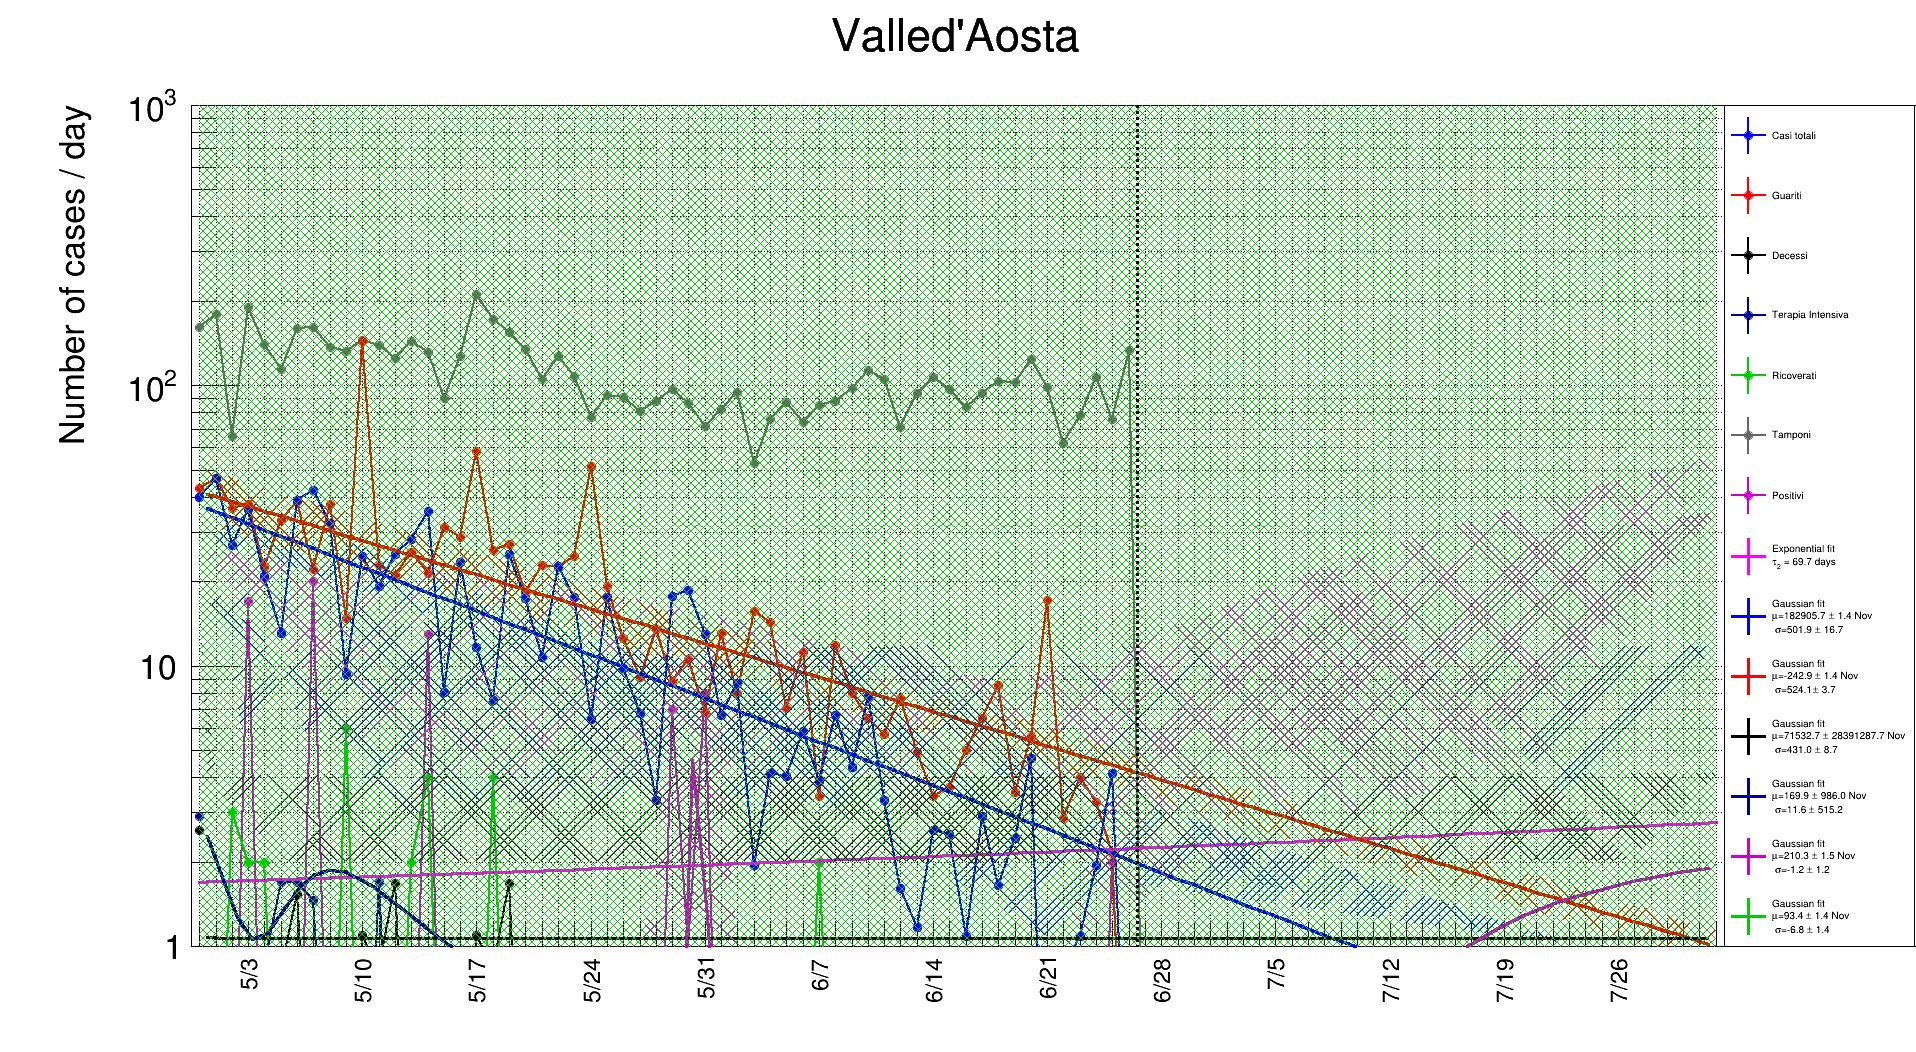 Valled'Aosta
Number of cases / day
10³
10²
10
1
5/3
5/10
5/17
5/24
5/31
6/7
6/14
6/21
6/28
7/5
7/12
7/19
7/26
Casi totali
Guariti
Decessi
Terapia Intensiva
Ricoverati
Tamponi
Positivi
Exponential fit
τ₂ = 69.7 days
Gaussian fit
μ=182905.7 ± 1.4 Nov
σ=501.9 ± 16.7
Gaussian fit
μ=-242.9 ± 1.4 Nov
σ=524.1± 3.7
Gaussian fit
μ=71532.7 ± 28391287.7 Nov
σ=431.0 ± 8.7
Gaussian fit
μ=169.9 ± 986.0 Nov
σ=11.6 ± 515.2
Gaussian fit
μ=210.3 ± 1.5 Nov
σ=-1.2 ± 1.2
Gaussian fit
μ=93.4 ± 1.4 Nov
σ=-6.8 ± 1.4